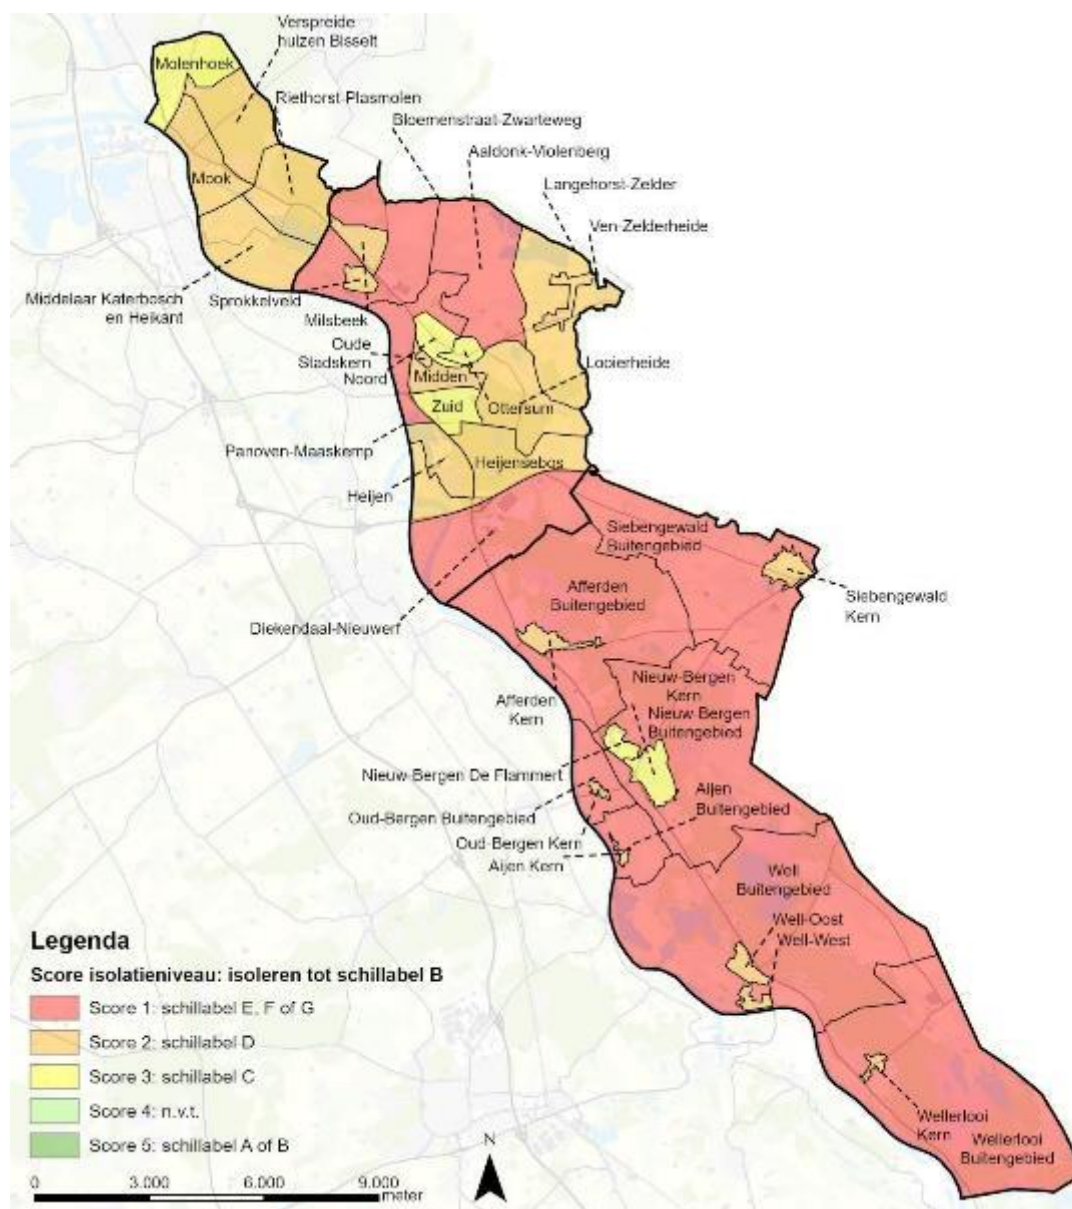 Verspreide
huizen Bisselt
Molenhoek
Riethorst-Plasmolen
Bloemenstraat-Zwarteweg
Aaldonk-Violenberg
Langehorst-Zelder
Mook
Ven-Zelderheide
Middelaar Katerbosch
en Heikant
Sprokkelveld
Milsbeek
Oude
Stadskern
Noord
Midden
Looierheide
Zuid
Ottersum
Panoven-Maaskemp
Heijensebos
Heijen
Siebengewald
Buitengebied
Afferden
Buitengebied
Siebengewald
Kern
Diekendaal-Nieuwerf
Nieuw-Bergen
Kern
Afferden
Kern
Nieuw-Bergen
Buitengebied
Nieuw-Bergen De Flammert
Aijen
Buitengebied
Oud-Bergen Buitengebied
Oud-Bergen Kern
Aijen Kern
Well
Buitengebied
Well-Oost
Well-West
Wellerlooi
Kern
Wellerlooi
Buitengebied
Legenda
Score isolatieniveau: isoleren tot schillabel B
Score 1: schillabel E, F of G
Score 2: schillabel D
Score 3: schillabel C
Score 4: n.v.t.
Score 5: schillabel A of B
N
0 3.000 6.000 9.000
meter